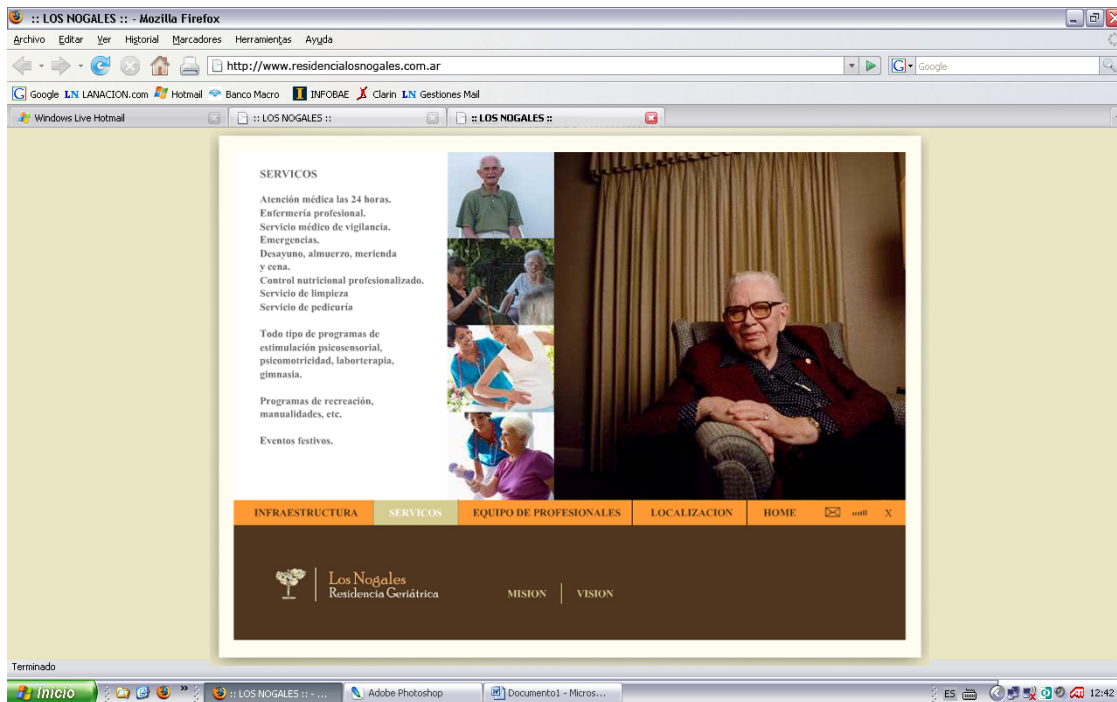 :: LOS NOGALES :: - Mozilla Firefox
Archivo Editar Ver Historial Marcadores Herramientas Ayuda
http://www.residencialosnogales.com.ar
Google
Google LN LANACION.com Hotmail Banco Macro INFOBAE Clarin LN Gestiones Mail
Windows Live Hotmail
:: LOS NOGALES ::
:: LOS NOGALES ::
SERVICOS
Atención médica las 24 horas.
Enfermería profesional.
Servicio médico de vigilancia.
Emergencias.
Desayuno, almuerzo, merienda
y cena.
Control nutricional profesionalizado.
Servicio de limpieza
Servicio de pedicuría
Todo tipo de programas de
estimulación psicosensorial,
psicomotricidad, laborterapia,
gimnasia.
Programas de recreación,
manualidades, etc.
Eventos festivos.
INFRAESTRUCTURA SERVICOS EQUIPO DE PROFESIONALES LOCALIZACION HOME X
Los Nogales
Residencia Geriátrica
MISION VISION
Terminado
Inicio
:: LOS NOGALES :: - ...
Adobe Photoshop
Documento1 - Micros...
ES
12:42